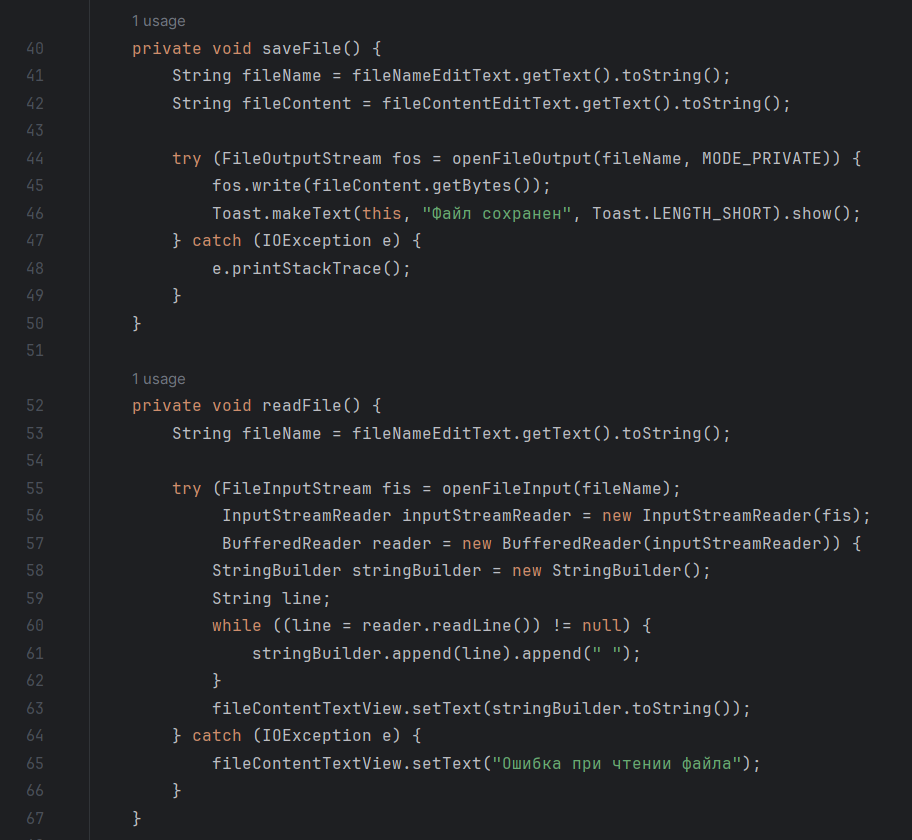 1 usage
40 private void saveFile() {
41 String fileName = fileNameEditText.getText().toString();
42 String fileContent = fileContentEditText.getText().toString();
43
44 try (FileOutputStream fos = openFileOutput(fileName, MODE_PRIVATE)) {
45 fos.write(fileContent.getBytes());
46 Toast.makeText(this, "Файл сохранен", Toast.LENGTH_SHORT).show();
47 } catch (IOException e) {
48 e.printStackTrace();
49 }
50 }
51
1 usage
52 private void readFile() {
53 String fileName = fileNameEditText.getText().toString();
54
55 try (FileInputStream fis = openFileInput(fileName);
56 InputStreamReader inputStreamReader = new InputStreamReader(fis);
57 BufferedReader reader = new BufferedReader(inputStreamReader)) {
58 StringBuilder stringBuilder = new StringBuilder();
59 String line;
60 while ((line = reader.readLine()) != null) {
61 stringBuilder.append(line).append(" ");
62 }
63 fileContentTextView.setText(stringBuilder.toString());
64 } catch (IOException e) {
65 fileContentTextView.setText("Ошибка при чтении файла");
66 }
67 }